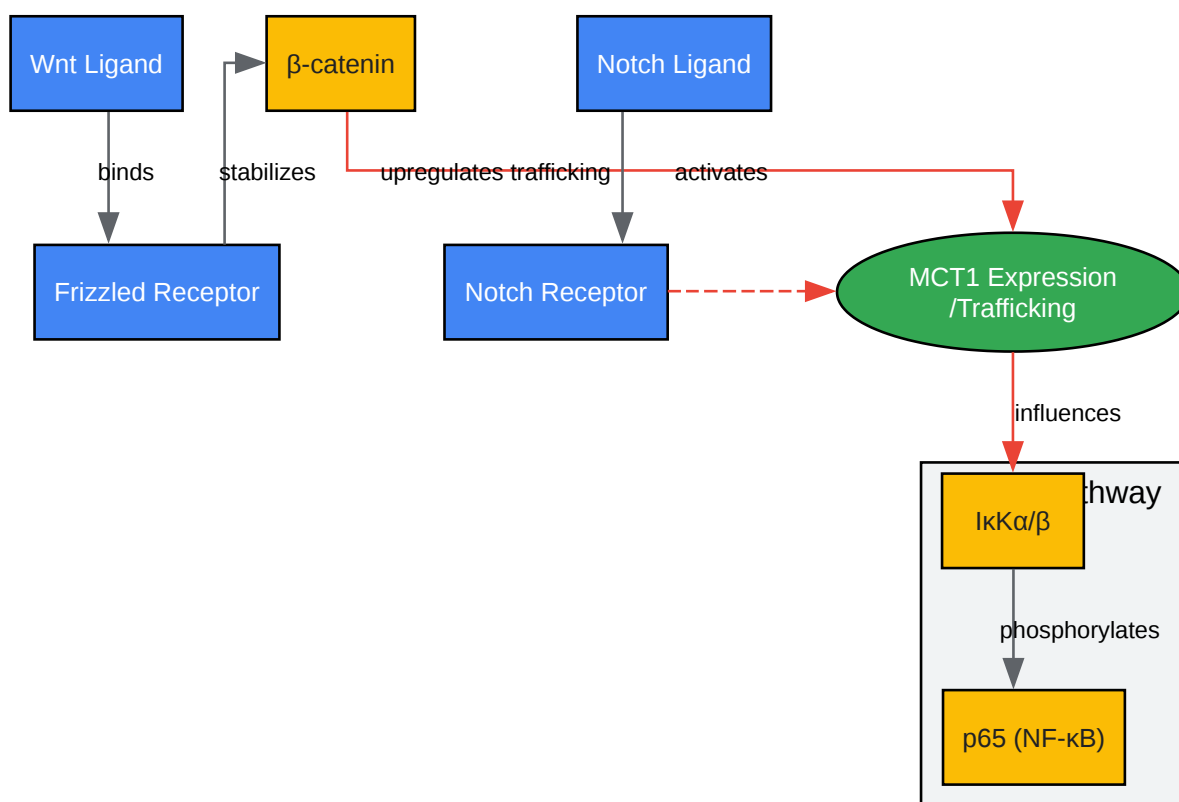 Wnt Ligand
β-catenin
Notch Ligand
binds
stabilizes
upregulates trafficking
activates
Frizzled Receptor
Notch Receptor
MCT1 Expression
/Trafficking
influences
IκKα/β
phosphorylates
p65 (NF-κB)